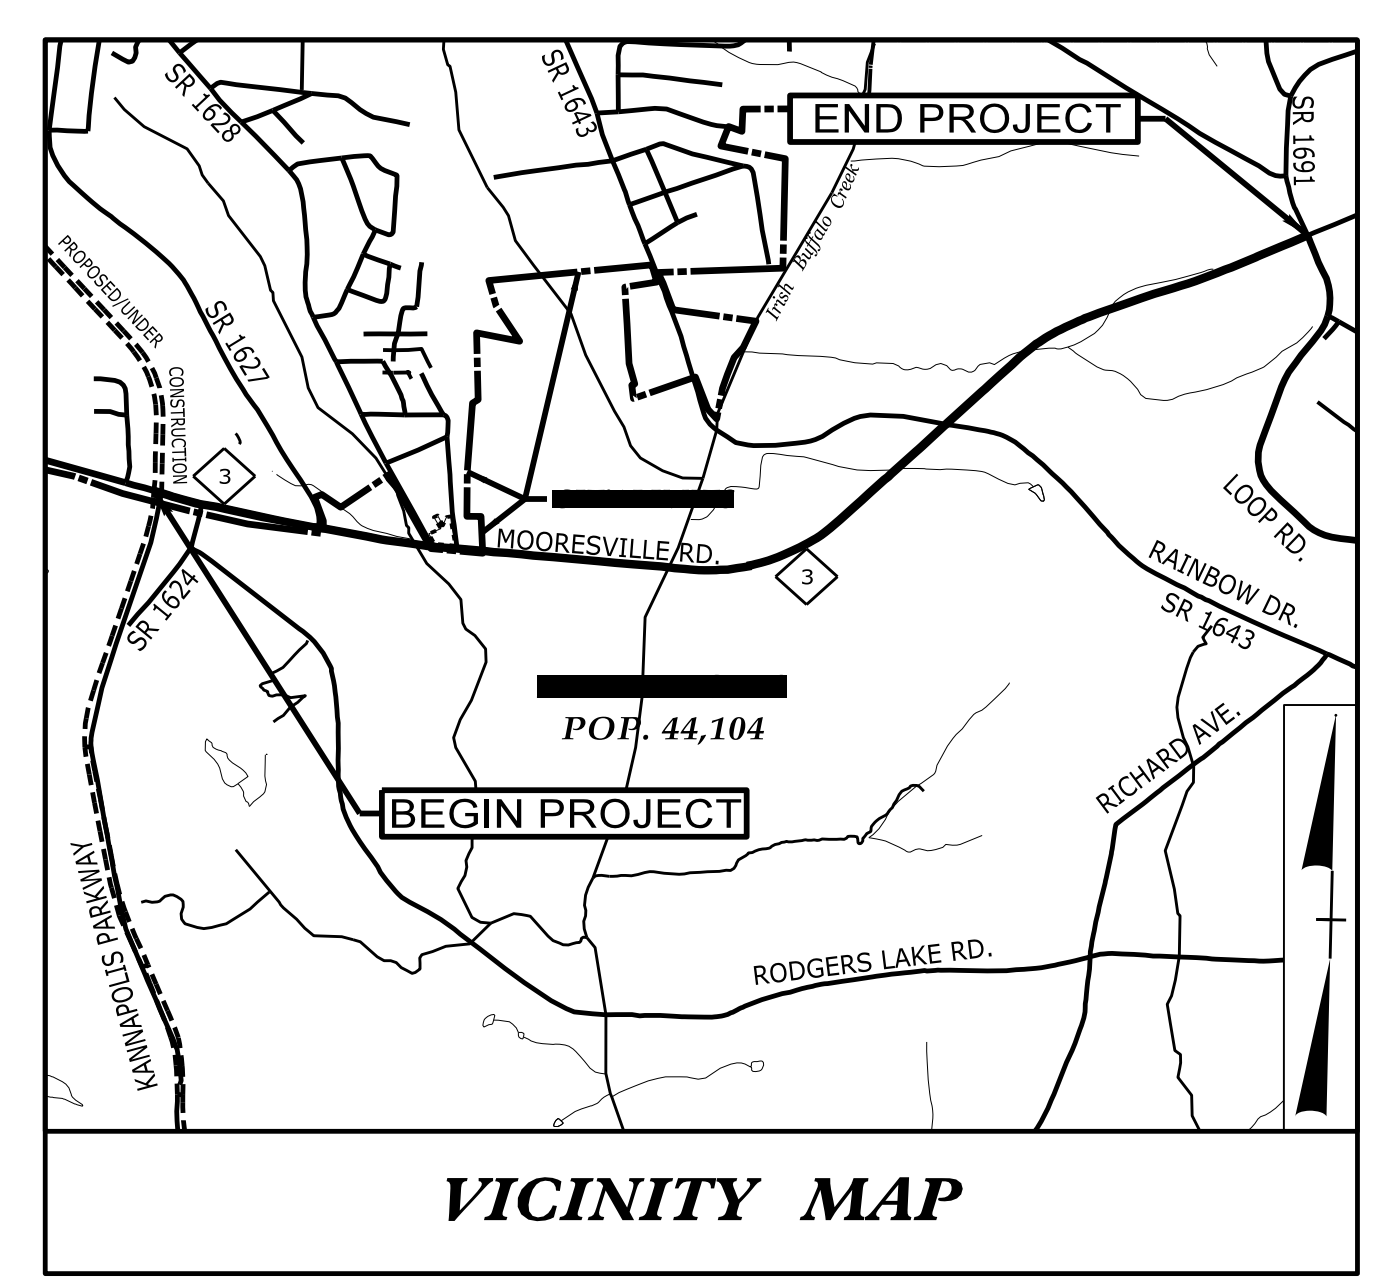 SR 1628
SR 1643
END PROJECT
SR 1691
Irish Buffalo Creek
PROPOSED/UNDER
CONSTRUCTION
SR 1627
3
MOORESVILLE RD.
3
LOOP RD.
RAINBOW DR.
SR 1643
SR 1624
POP. 44,104
RICHARD AVE.
BEGIN PROJECT
KANNAPOLIS PARKWAY
RODGERS LAKE RD.
VICINITY MAP